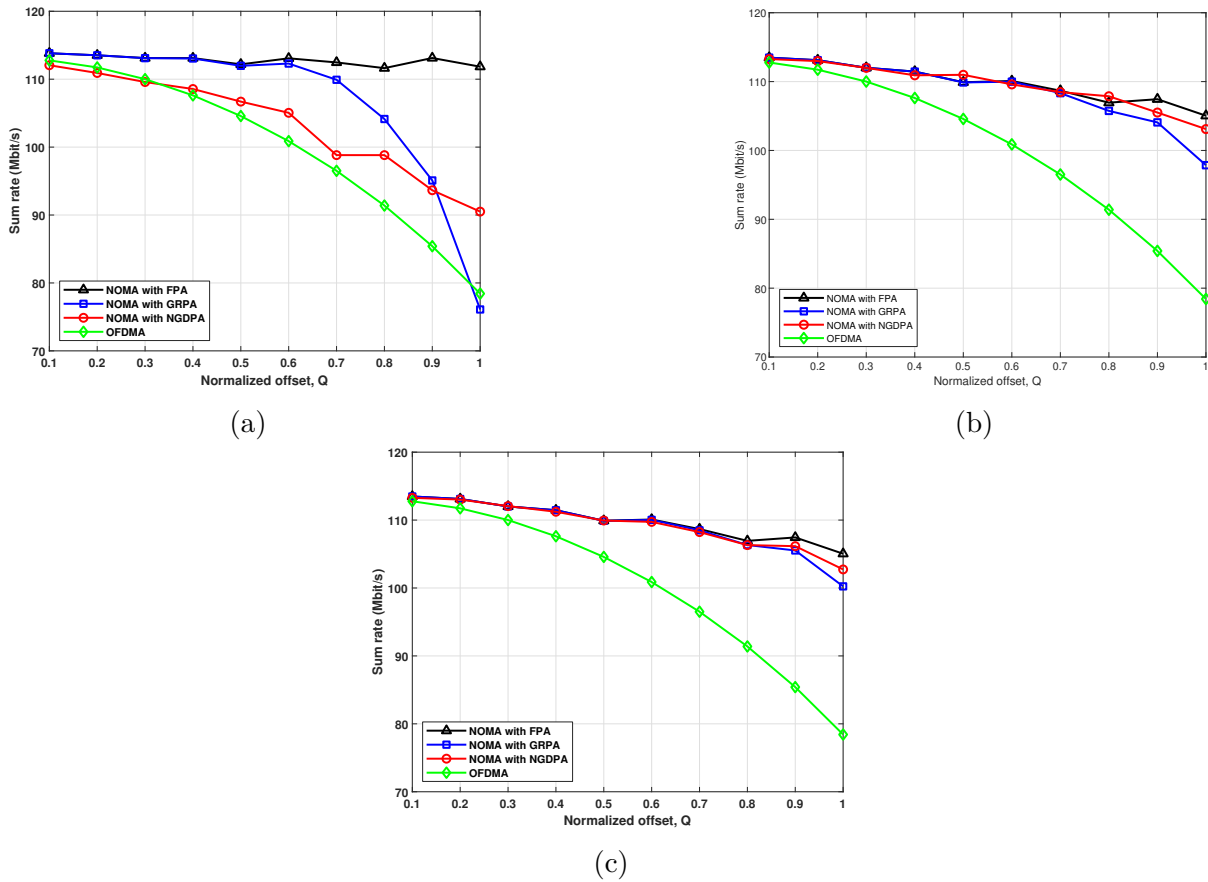 120
110
100
90
80
70
Sum rate (Mbit/s)
NOMA with FPA
NOMA with GRPA
NOMA with NGDPA
OFDMA
0.1 0.2 0.3 0.4 0.5 0.6 0.7 0.8 0.9 1
Normalized offset, Q
(a)
120
110
100
90
80
70
Sum rate (Mbit/s)
NOMA with FPA
NOMA with GRPA
NOMA with NGDPA
OFDMA
0.1 0.2 0.3 0.4 0.5 0.6 0.7 0.8 0.9 1
Normalized offset, Q
(b)
120
110
100
90
80
70
Sum rate (Mbit/s)
NOMA with FPA
NOMA with GRPA
NOMA with NGDPA
OFDMA
0.1 0.2 0.3 0.4 0.5 0.6 0.7 0.8 0.9 1
Normalized offset, Q
(c)